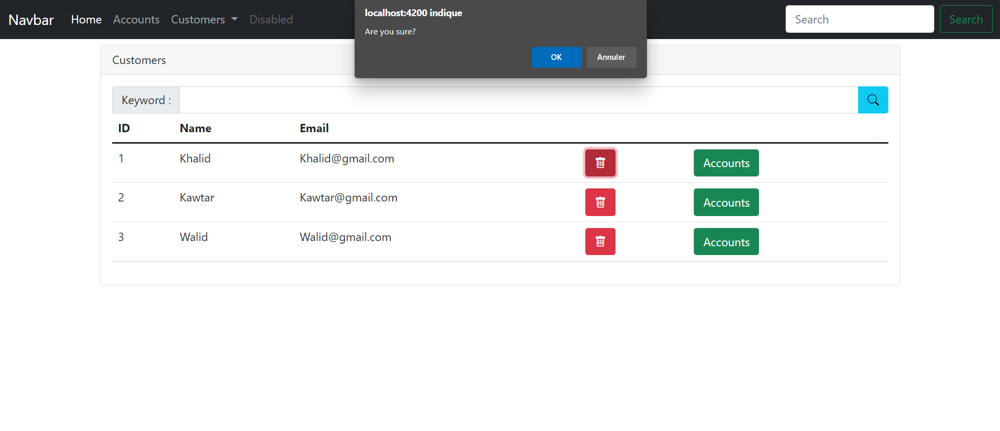 Navbar Home Accounts Customers Disabled Search Search
localhost:4200 indique
Are you sure?
OK Annuler
Customers
Keyword :
ID Name Email
1 Khalid Khalid@gmail.com Accounts
2 Kawtar Kawtar@gmail.com Accounts
3 Walid Walid@gmail.com Accounts